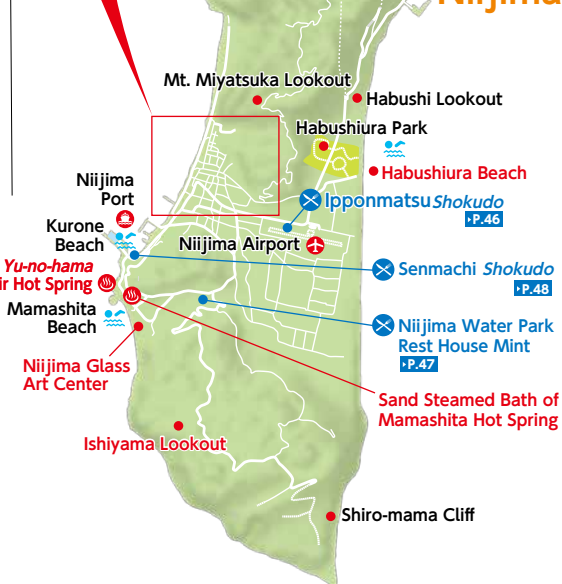 Niijima
Mt. Miyatsuka Lookout
Habushi Lookout
Habushiura Park
Habushiura Beach
Niijima
Port
Ipponmatsu Shokudo
P.46
Kurone
Beach
Niijima Airport
Yu-no-hama
ir Hot Spring
Senmachi Shokudo
P.48
Mamashita
Beach
Niijima Water Park
Rest House Mint
P.47
Niijima Glass
Art Center
Sand Steamed Bath of
Mamashita Hot Spring
Ishiyama Lookout
Shiro-mama Cliff